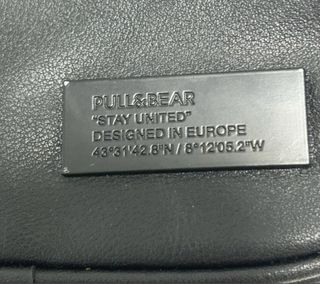 PULL&BEAR
"STAY UNITED"
DESIGNED IN EUROPE
43°31'42.8"N / 8°12'05.2"W